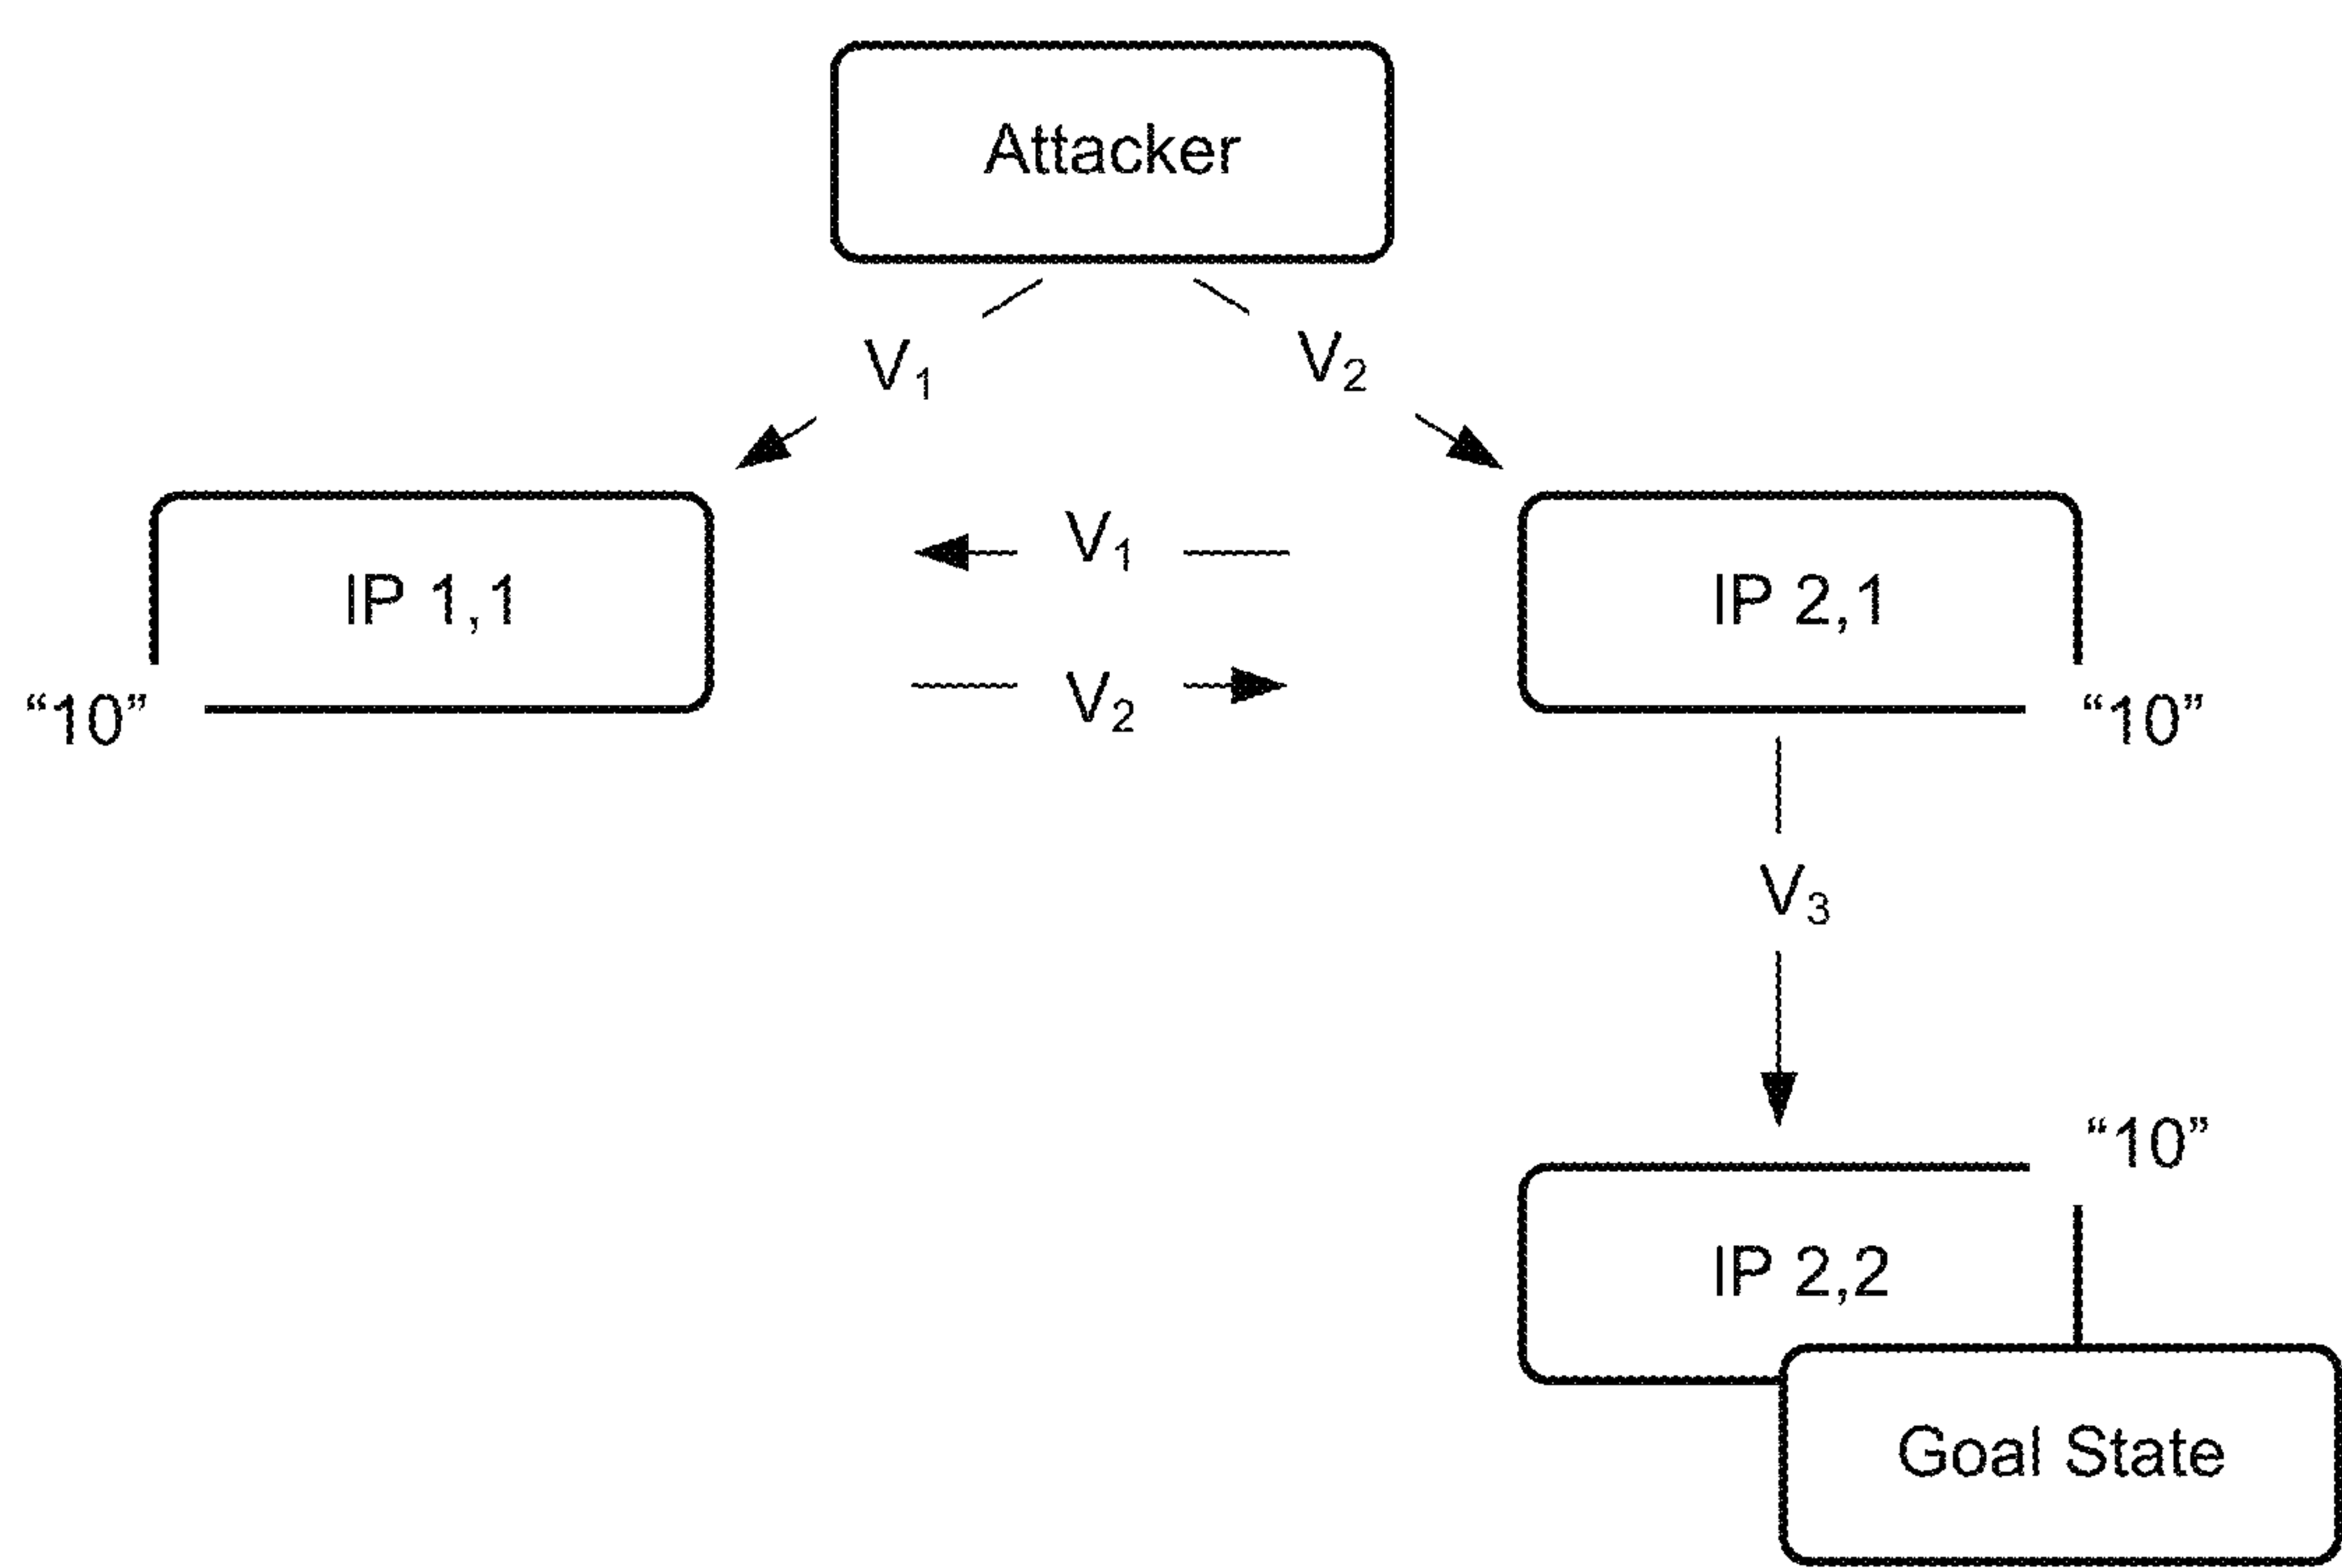 Attacker
V₁
V₂
IP 1,1
V₁
IP 2,1
“10”
V₂
“10”
V₃
“10”
IP 2,2
Goal State